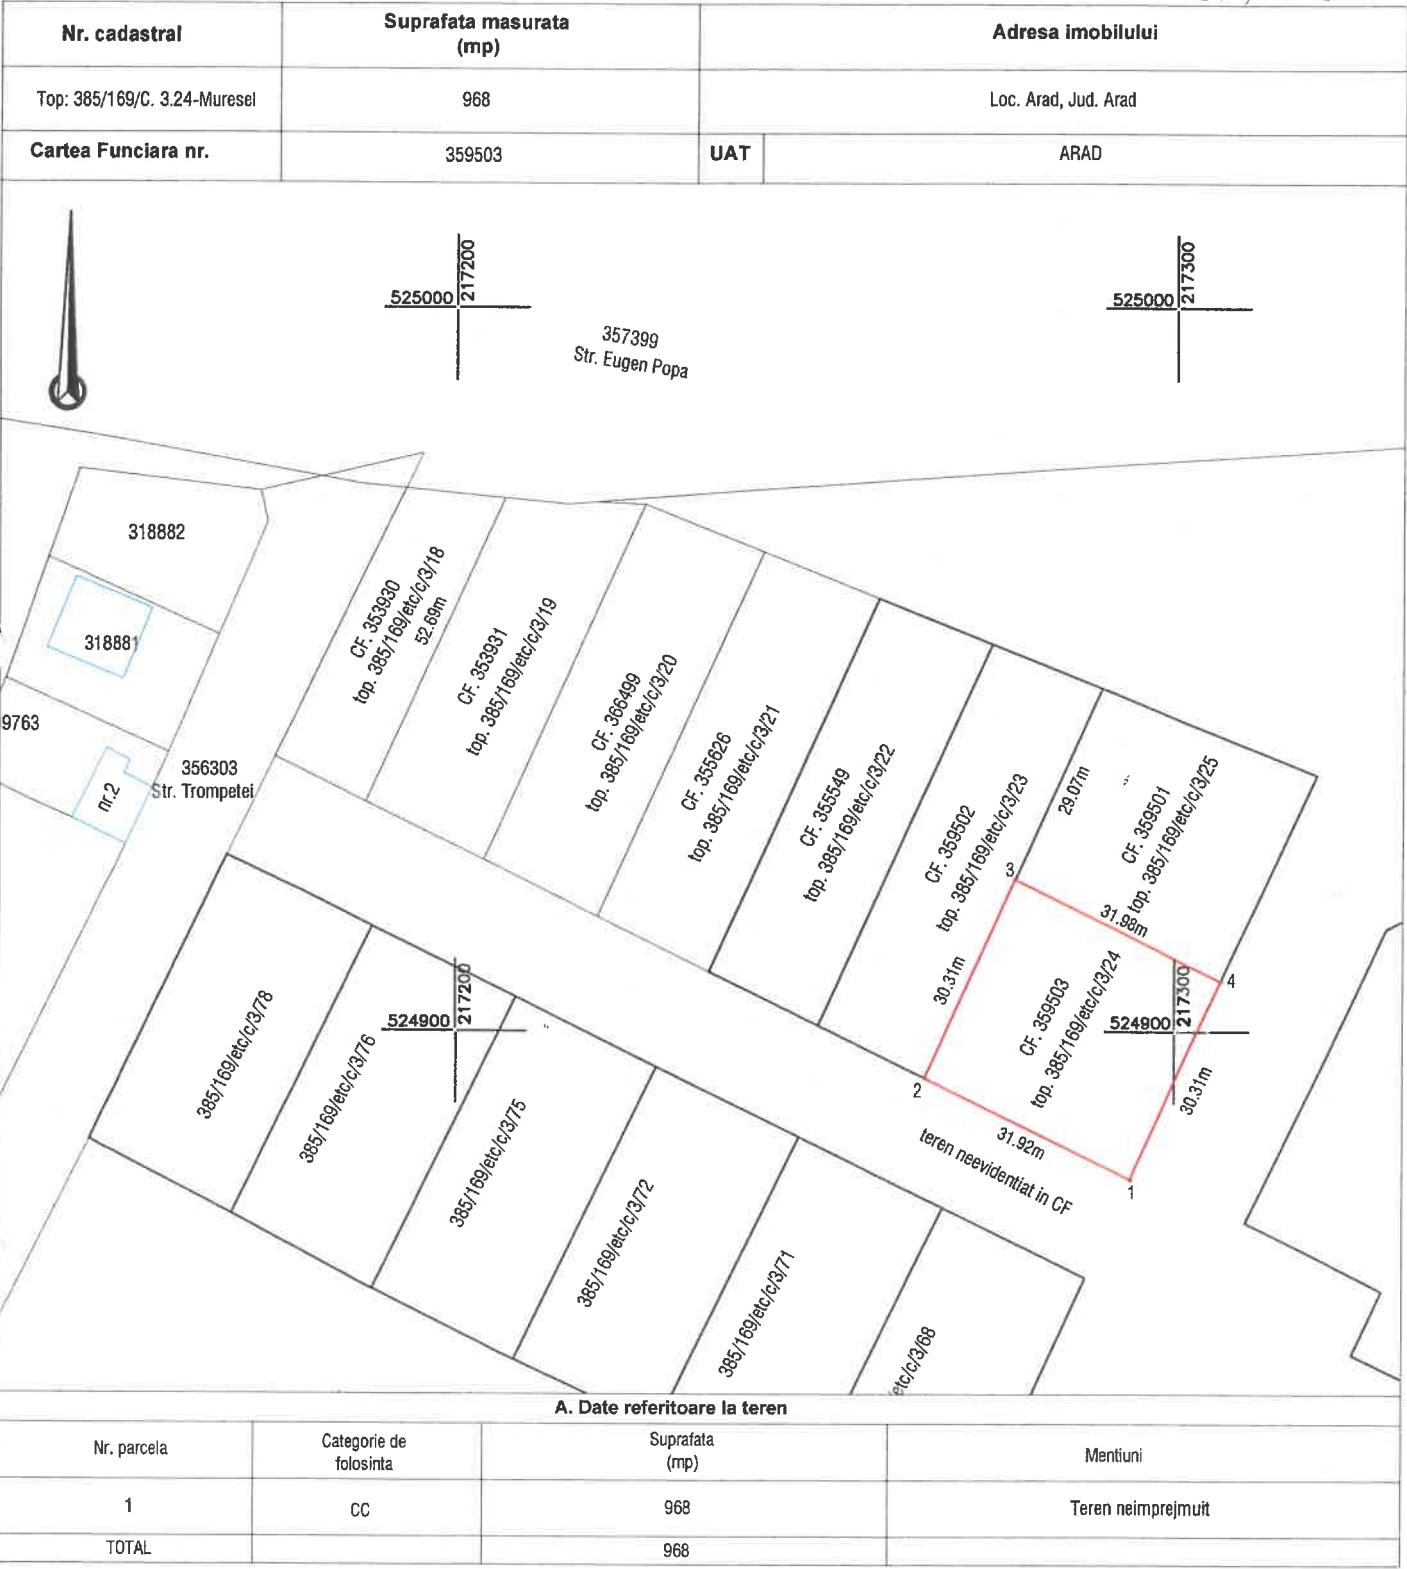 Nr. cadastral
Suprafata masurata
(mp)
Adresa imobilului
Top: 385/169/C. 3.24-Muresel
968
Loc. Arad, Jud. Arad
Cartea Funciara nr.
359503
UAT
ARAD
525000
217200
525000
217300
357399
Str. Eugen Popa
318882
318881
9763
nr.2
356303
Str. Trompetei
CF. 353930
top. 385/169/etc/c/3/18
52.69m
CF. 353931
top. 385/169/etc/c/3/19
CF. 366499
top. 385/169/etc/c/3/20
CF. 355626
top. 385/169/etc/c/3/21
CF. 355549
top. 385/169/etc/c/3/22
CF. 359502
top. 385/169/etc/c/3/23
29.07m
CF. 359501
top. 385/169/etc/c/3/25
3
31.98m
4
30.31m
CF. 359503
top. 385/169/etc/c/3/24
524900
217300
30.31m
2
31.92m
1
teren neevidentiat in CF
524900
217200
385/169/etc/c/3/78
385/169/etc/c/3/76
385/169/etc/c/3/75
385/169/etc/c/3/72
385/169/etc/c/3/71
etc/c/3/68
A. Date referitoare la teren
Nr. parcela
Categorie de
folosinta
Suprafata
(mp)
Mentiuni
1
CC
968
Teren neimprejmuit
TOTAL
968